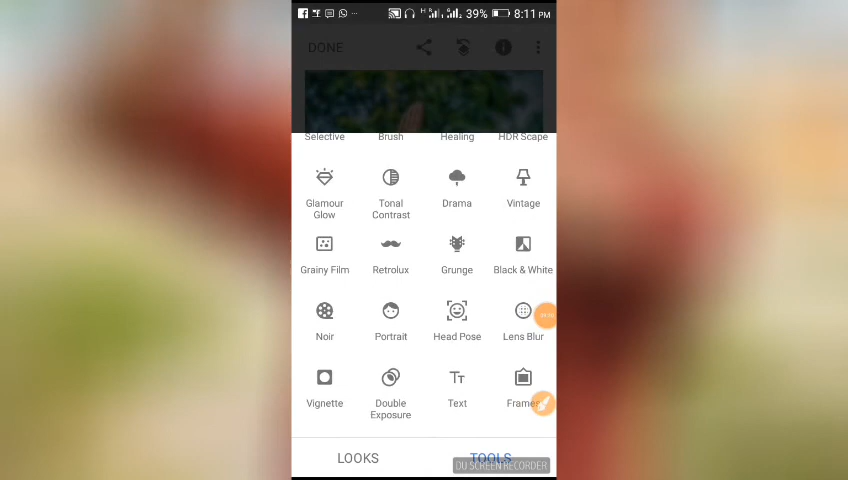 39% 8:11 PM
DONE
Selective Brush Healing HDR Scape
Glamour Glow Tonal Contrast Drama Vintage
Grainy Film Retrolux Grunge Black & White
Noir Portrait Head Pose Lens Blur
Vignette Double Exposure Text Frames
LOOKS TOOLS
DU SCREEN RECORDER